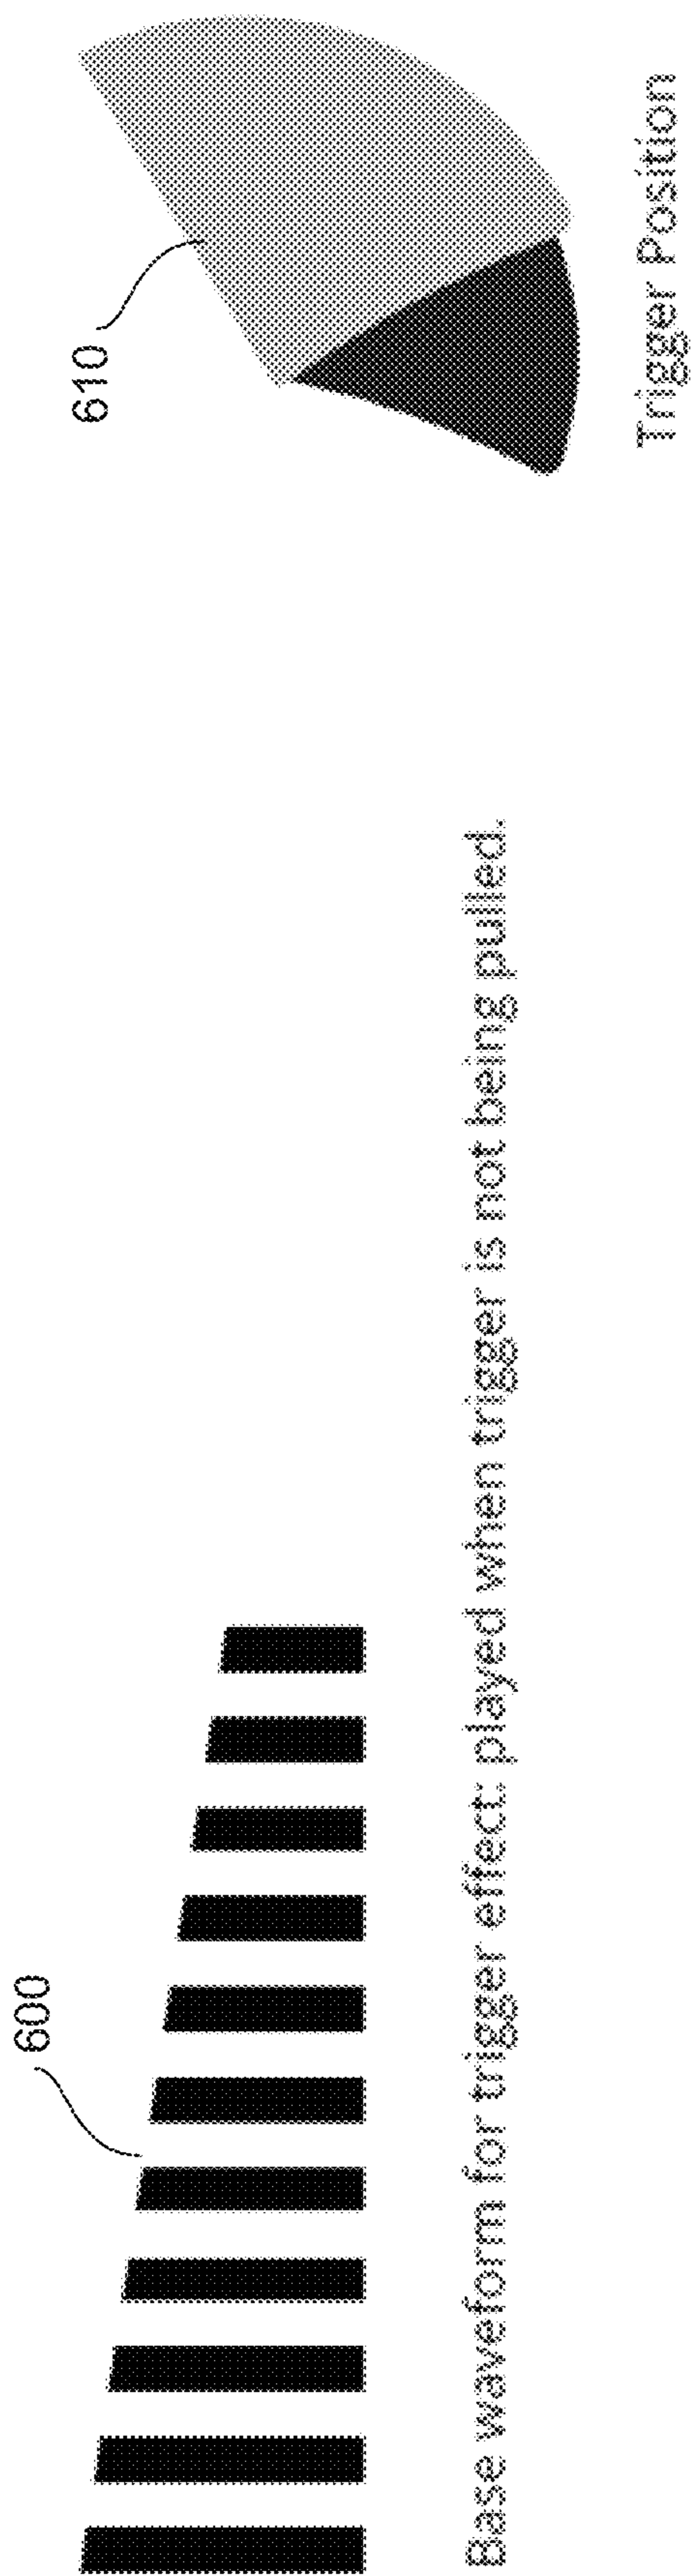 600
Base waveform for trigger effect: played when trigger is not being pulled.
610
Trigger Position